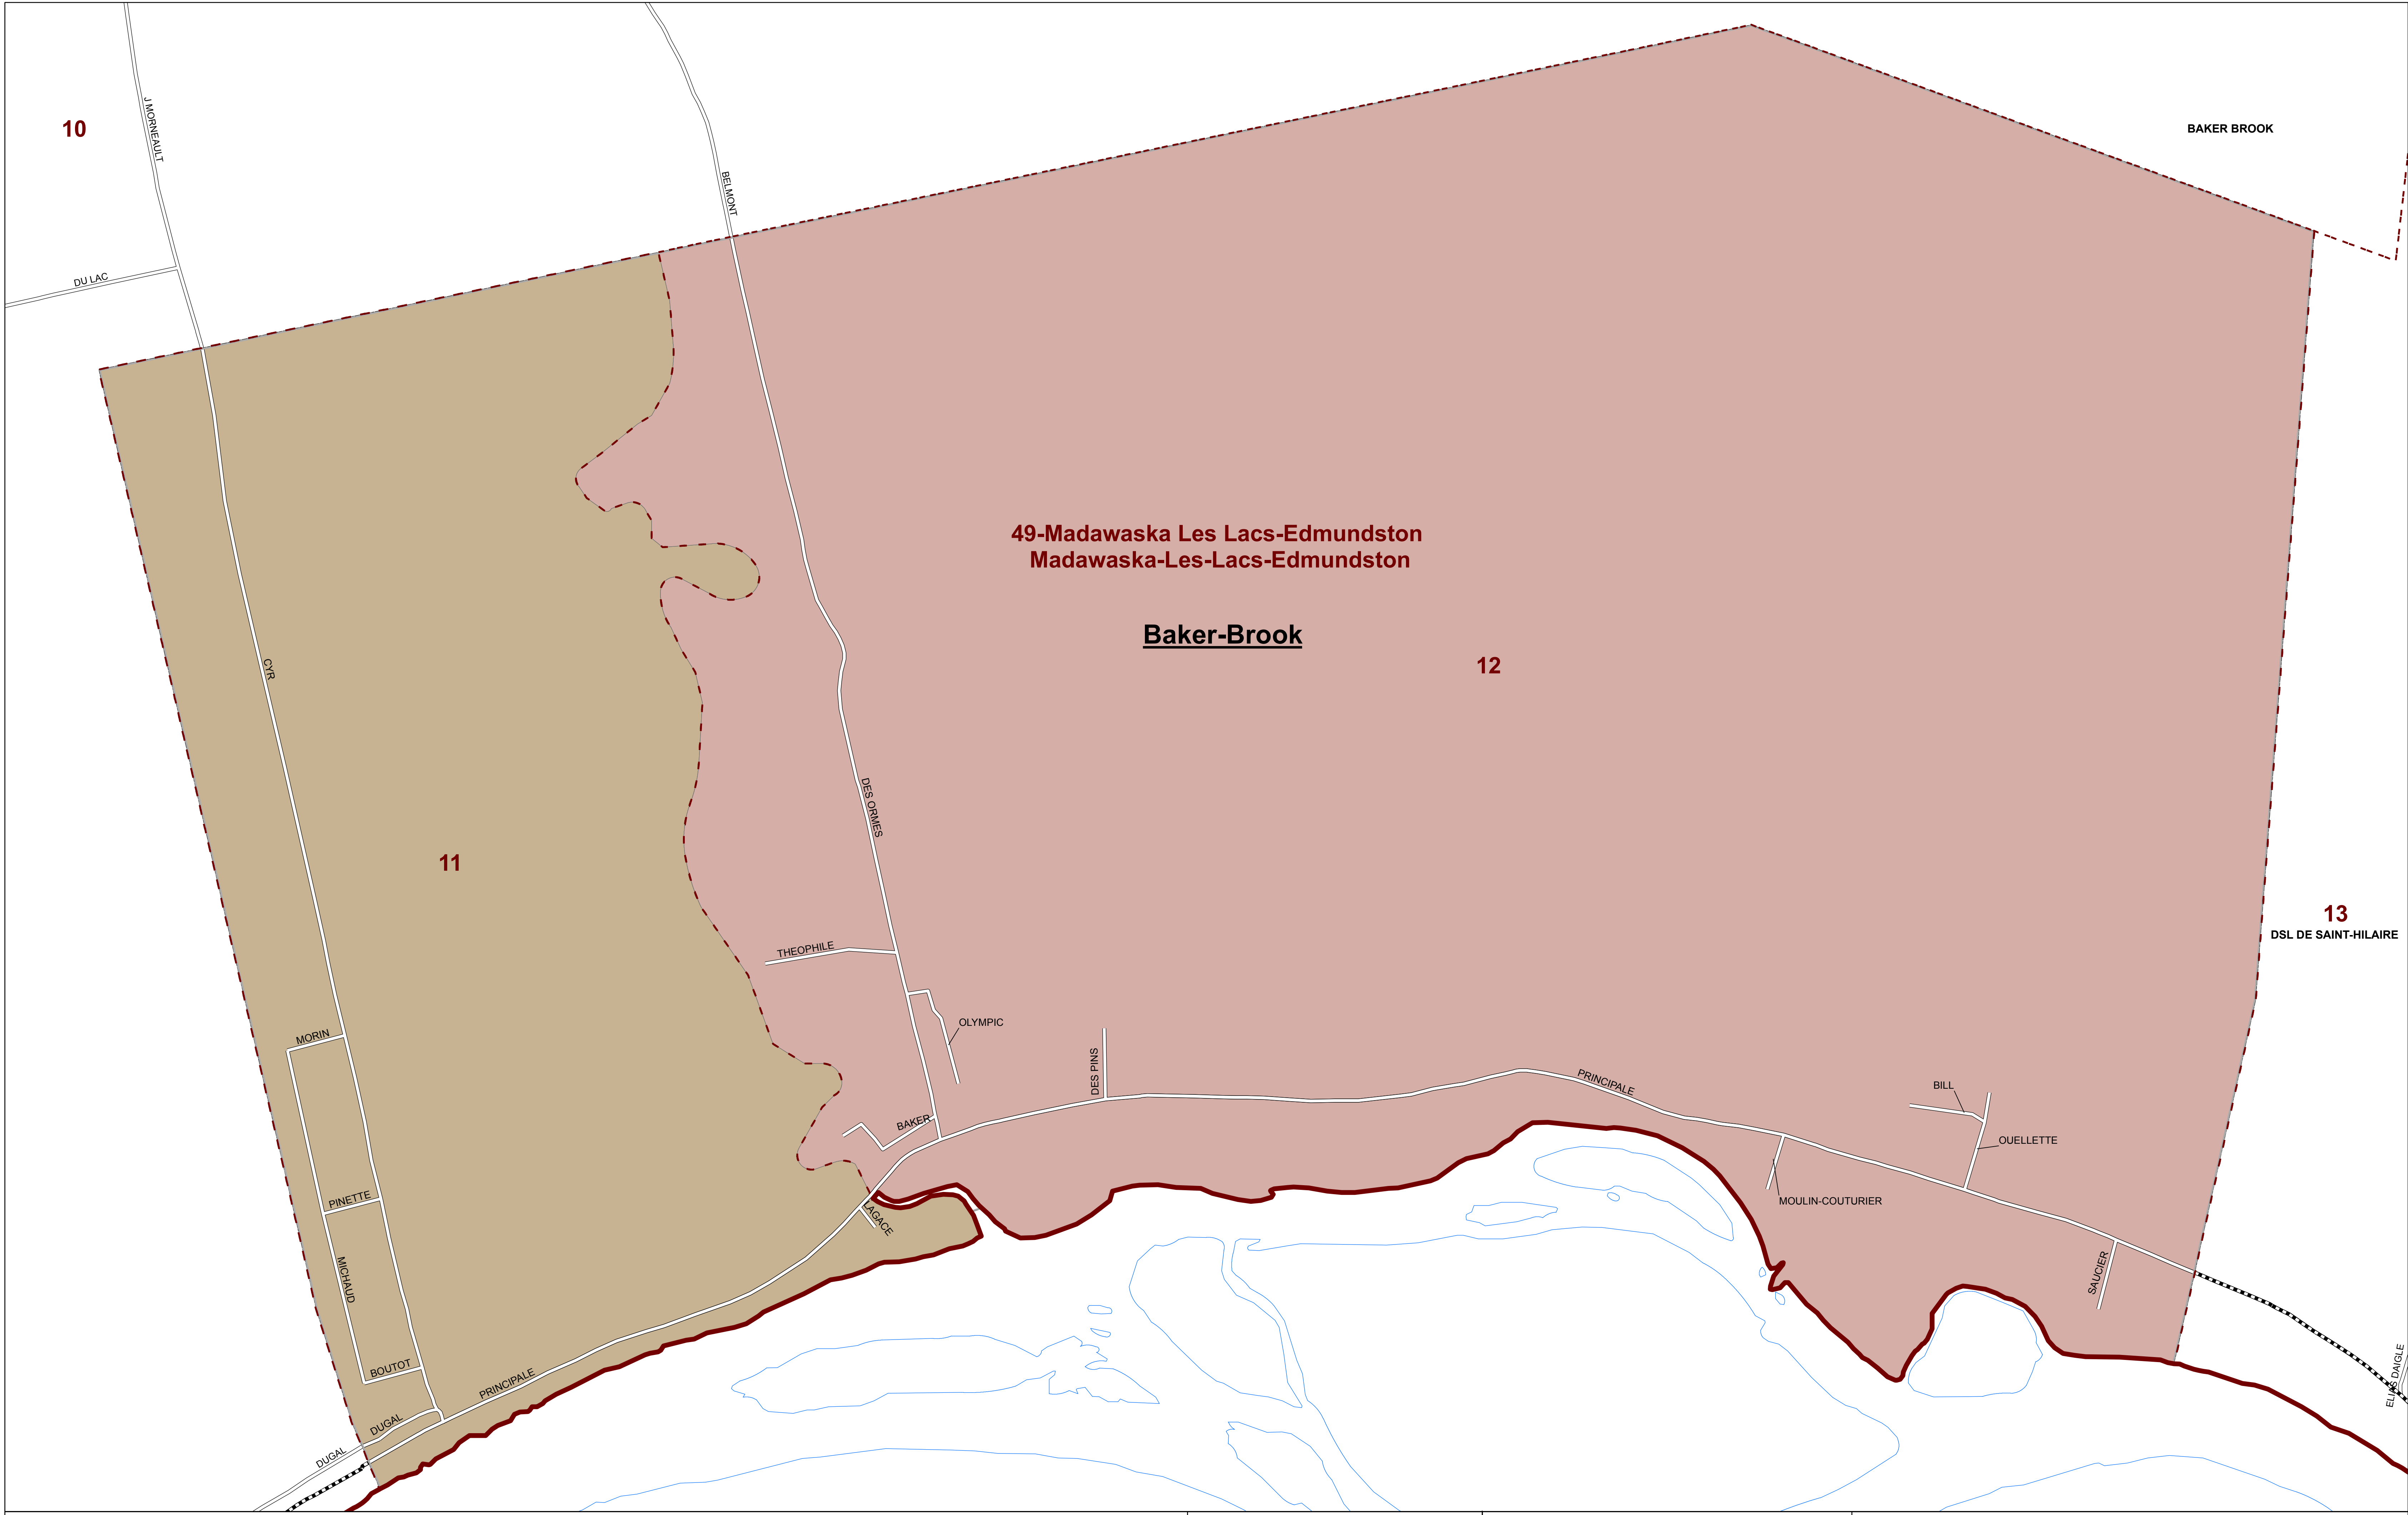 10
J MORNEAULT
BAKER BROOK
BELMONT
DU LAC
49-Madawaska Les Lacs-Edmundston
Madawaska-Les-Lacs-Edmundston
Baker-Brook
12
CYR
DES ORMES
11
13
DSL DE SAINT-HILAIRE
THEOPHILE
OLYMPIC
MORIN
DES PINS
PRINCIPALE
BILL
BAKER
OUELLETTE
PINETTE
MOULIN-COUTURIER
LAGACE
MICHAUD
SAUCIER
BOUTOT
PRINCIPALE
ELIAS DAIGLE
DUGAL
DUGAL